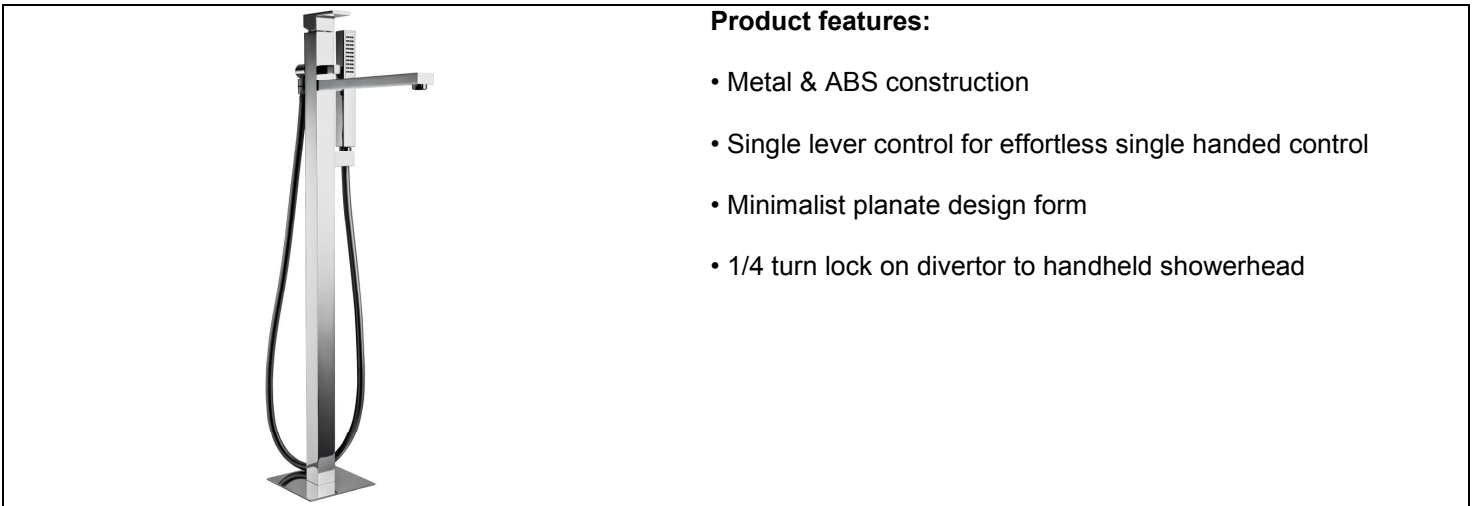 Product features:
• Metal & ABS construction
• Single lever control for effortless single handed control
• Minimalist planate design form
• 1/4 turn lock on divertor to handheld showerhead